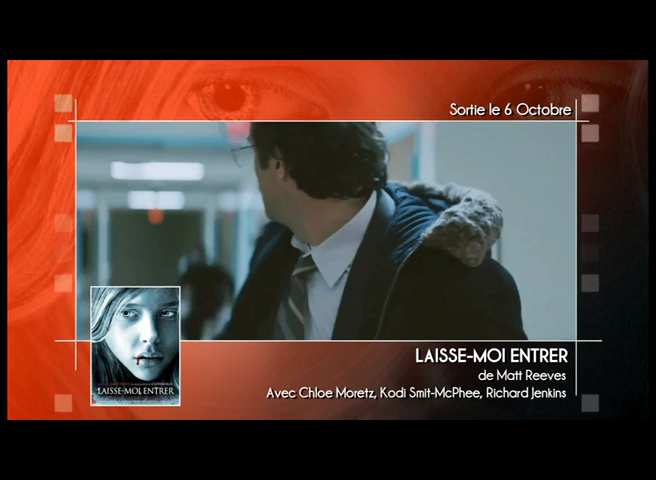 Sortie le 6 Octobre
LAISSE-MOI ENTRER
LAISSE-MOI ENTRER
de Matt Reeves
Avec Chloe Moretz, Kodi Smit-McPhee, Richard Jenkins